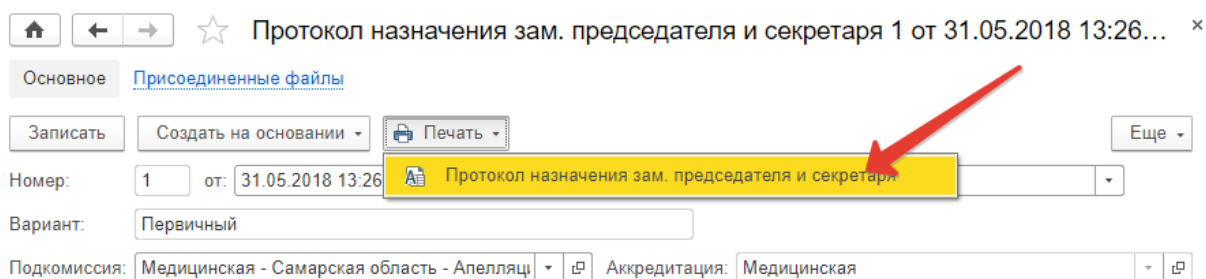 Протокол назначения зам. председателя и секретаря 1 от 31.05.2018 13:26...
Основное Присоединенные файлы
Записать Создать на основании Печать Еще
Номер: 1 от: 31.05.2018 13:26 Протокол назначения зам. председателя и секретаря
Вариант: Первичный
Подкомиссия: Медицинская - Самарская область - Апелляц Аккредитация: Медицинская